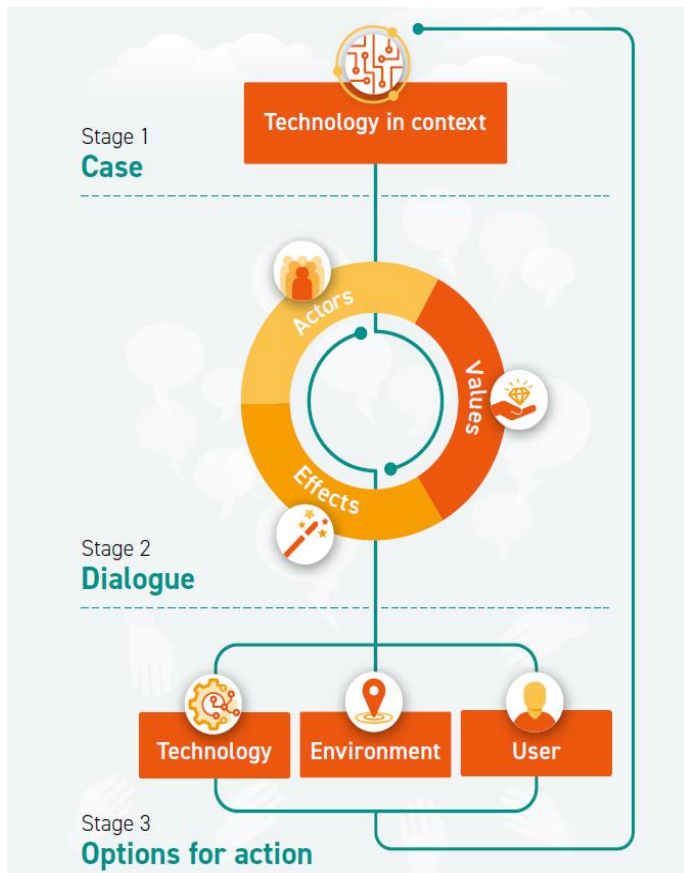 Technology in context
Stage 1
Case
Actors
Values
Effects
Stage 2
Dialogue
Technology
Environment
User
Stage 3
Options for action